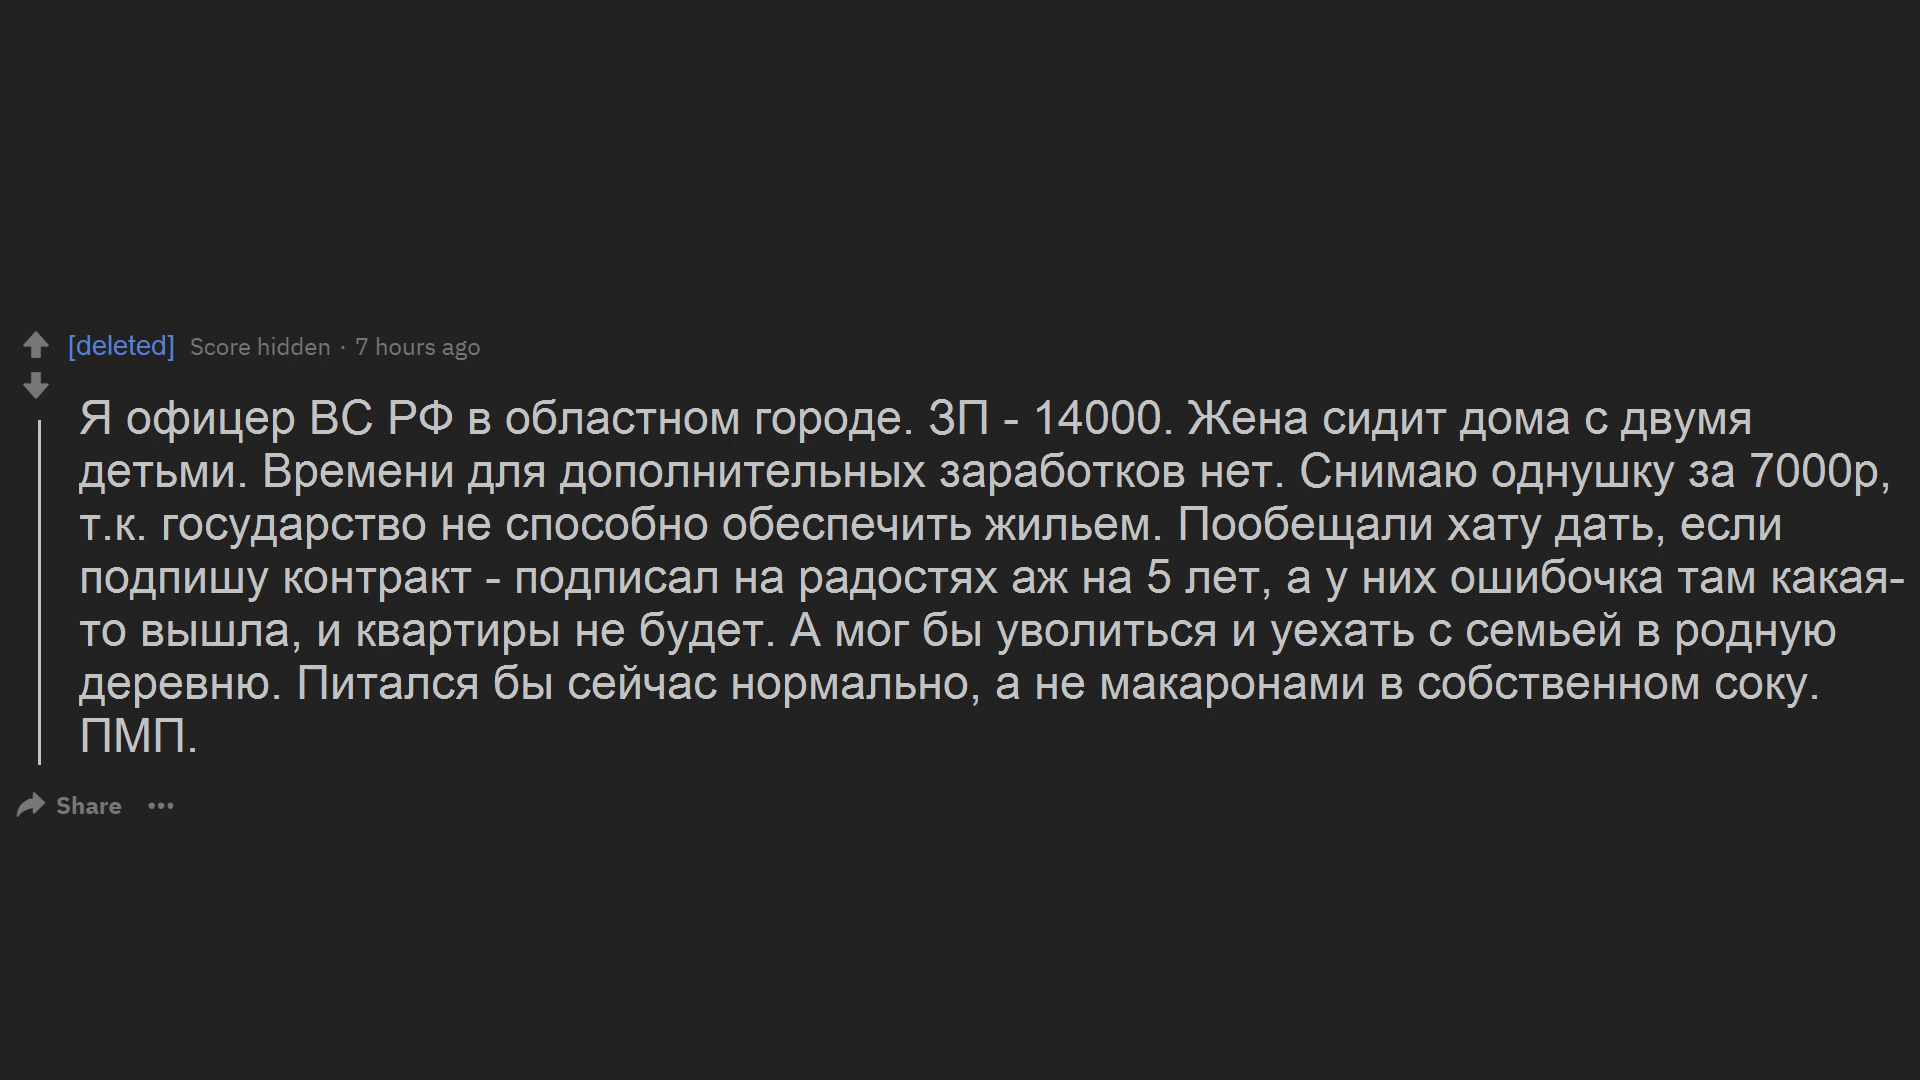 [deleted] Score hidden · 7 hours ago
Я офицер ВС РФ в областном городе. ЗП - 14000. Жена сидит дома с двумя
детьми. Времени для дополнительных заработков нет. Снимаю однушку за 7000р,
т.к. государство не способно обеспечить жильем. Пообещали хату дать, если
подпишу контракт - подписал на радостях аж на 5 лет, а у них ошибочка там какая-
то вышла, и квартиры не будет. А мог бы уволиться и уехать с семьей в родную
деревню. Питался бы сейчас нормально, а не макаронами в собственном соку.
ПМП.
Share •••